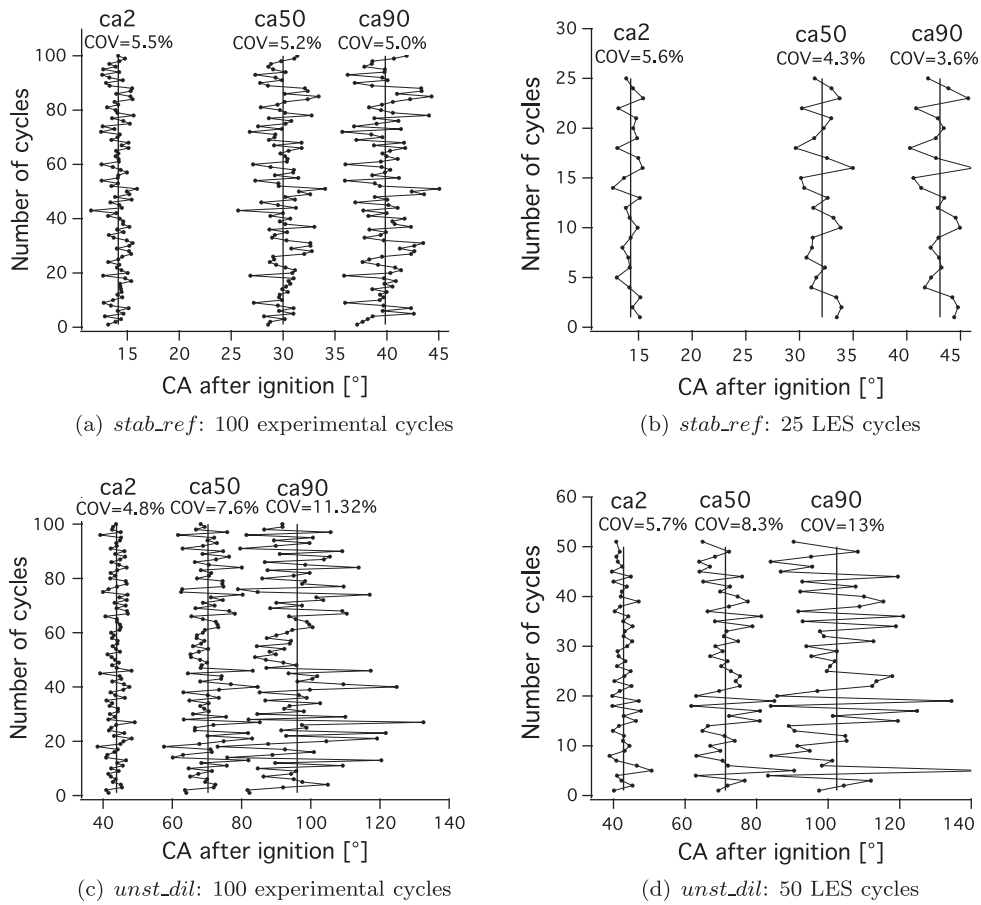 ca2
ca50
ca90
COV=5.5%
COV=5.2%
COV=5.0%
100
80
60
40
20
0
Number of cycles
15
20
25
30
35
40
45
CA after ignition [°]
(a) stab_ref: 100 experimental cycles
ca2
ca50
ca90
COV=5.6%
COV=4.3%
COV=3.6%
30
25
20
15
10
5
0
Number of cycles
15
20
25
30
35
40
45
CA after ignition [°]
(b) stab_ref: 25 LES cycles
ca2
ca50
ca90
COV=4.8%
COV=7.6%
COV=11.32%
100
80
60
40
20
0
Number of cycles
40
60
80
100
120
140
CA after ignition [°]
(c) unst_dil: 100 experimental cycles
ca2
ca50
ca90
COV=5.7%
COV=8.3%
COV=13%
60
50
40
30
20
10
0
Number of cycles
40
60
80
100
120
140
CA after ignition [°]
(d) unst_dil: 50 LES cycles